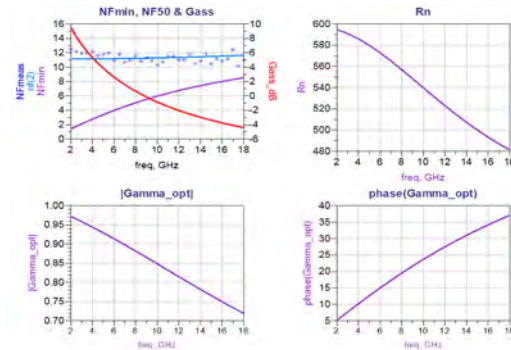 NFmin, NF50 & Gass
NFmeas
nf(2)
NFmin
16
14
12
10
8
6
4
2
0
10
8
6
4
2
0
-2
-4
-6
Gass_dB
2 4 6 8 10 12 14 16 18
freq, GHz
Rn
Rn
600
580
560
540
520
500
480
2 4 6 8 10 12 14 16 18
freq, GHz
|Gamma_opt|
|Gamma_opt|
1.00
0.95
0.90
0.85
0.80
0.75
0.70
2 4 6 8 10 12 14 16 18
freq, GHz
phase(Gamma_opt)
phase(Gamma_opt)
40
35
30
25
20
15
10
5
2 4 6 8 10 12 14 16 18
freq, GHz